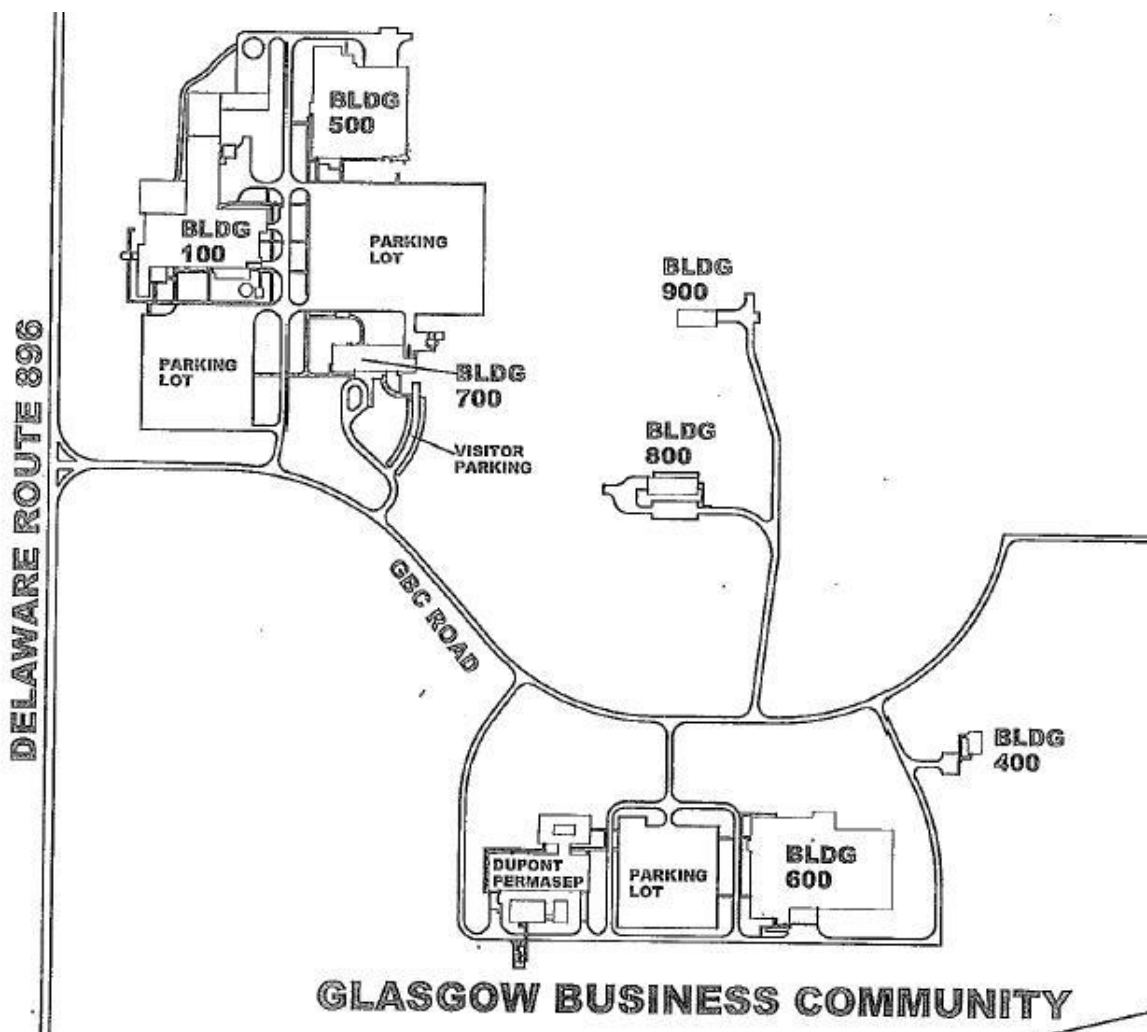 BLDG
500
BLDG
100
PARKING
LOT
BLDG
900
DELAWARE ROUTE 896
PARKING
LOT
BLDG
700
BLDG
800
VISITOR
PARKING
GBC ROAD
BLDG
400
DUPONT
PERMASEP
PARKING
LOT
BLDG
600
GLASGOW BUSINESS COMMUNITY